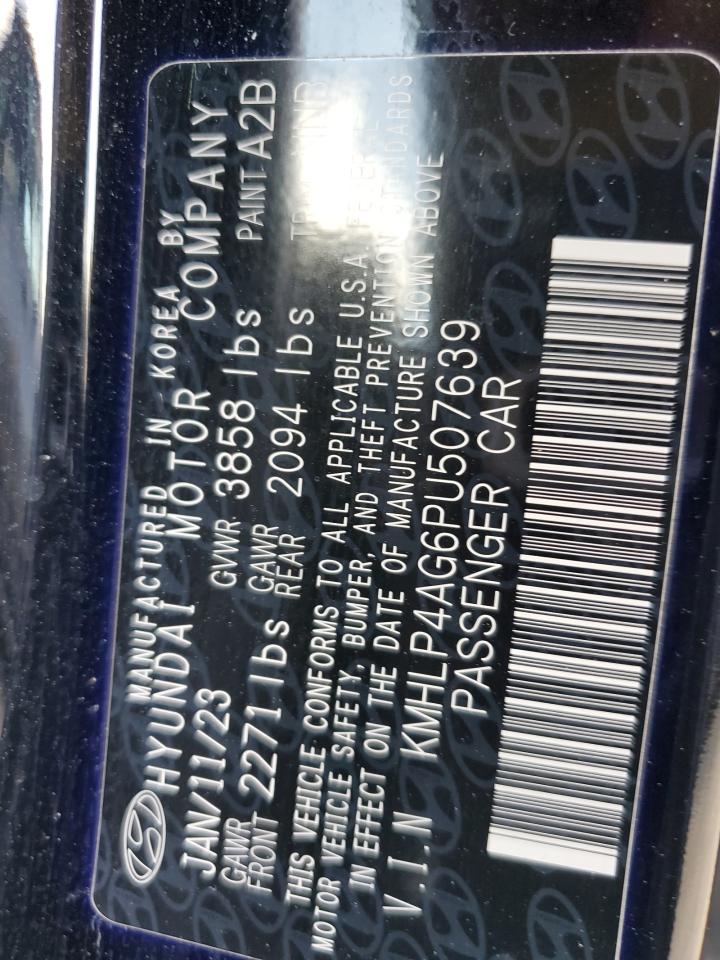 MANUFACTURED IN KOREA BY
HYUNDAI MOTOR COMPANY
JAN/11/23 GVWR 3858 lbs PAINT A2B
GAWR FRONT 2271 lbs GAWR REAR 2094 lbs
THIS VEHICLE CONFORMS TO ALL APPLICABLE U.S.A FEDERAL
MOTOR VEHICLE SAFETY, BUMPER, AND THEFT PREVENTION STANDARDS
IN EFFECT ON THE DATE OF MANUFACTURE SHOWN ABOVE
V.I.N KMHLP4AG6PU507639
PASSENGER CAR